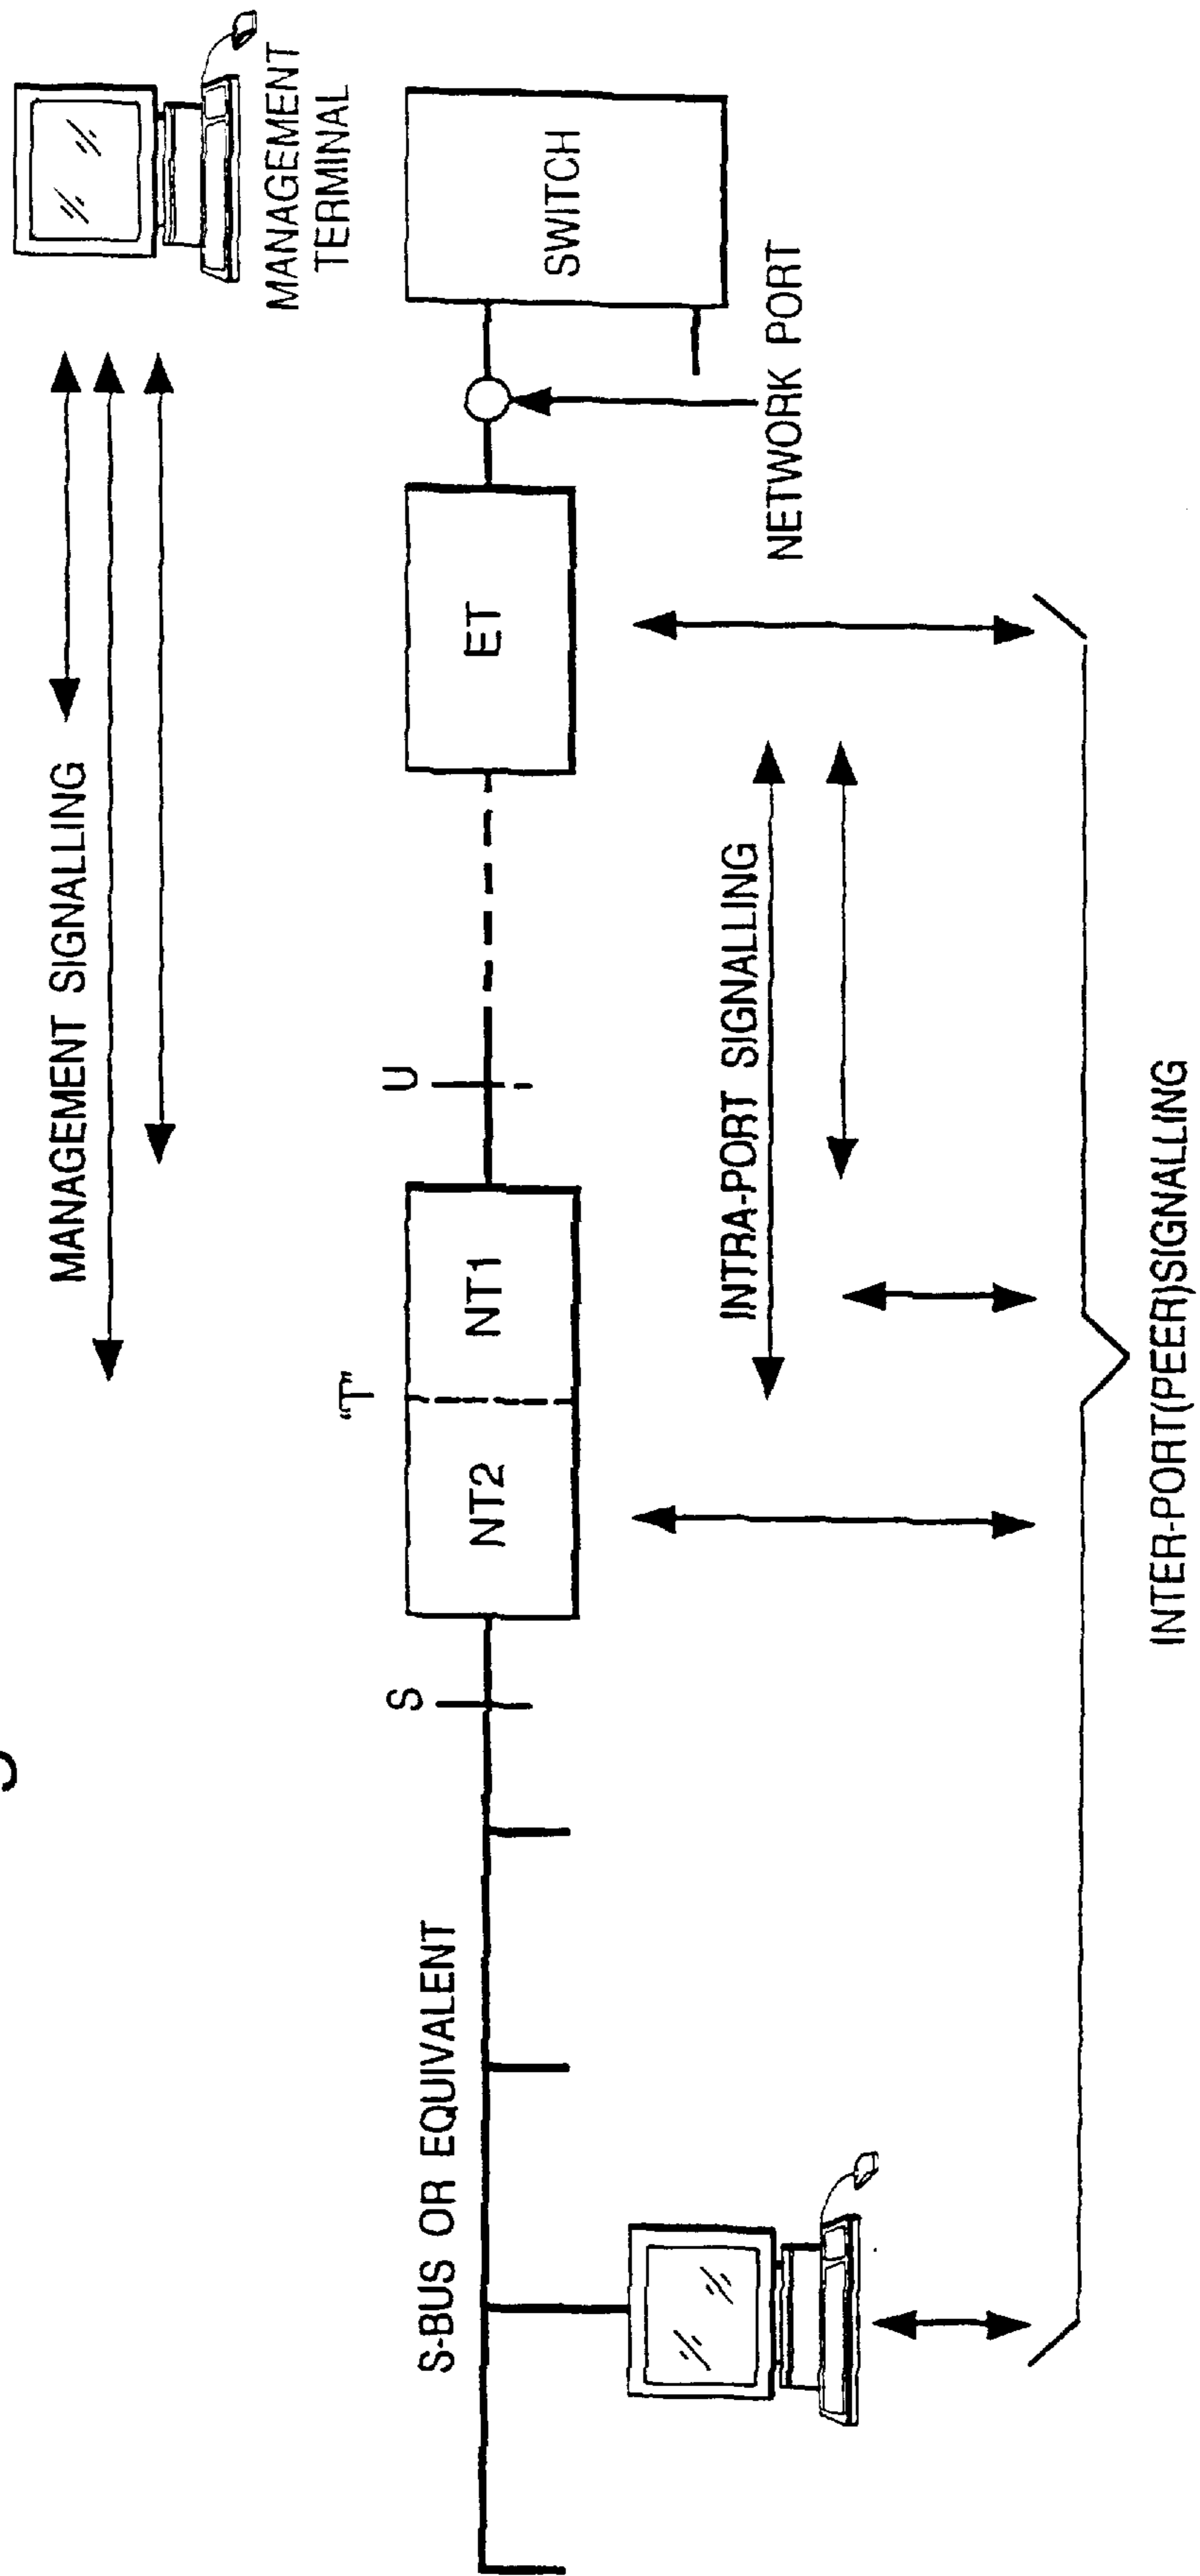 MANAGEMENT SIGNALLING
MANAGEMENT
TERMINAL
"T"
S-BUS OR EQUIVALENT
S
U
NT2
NT1
ET
SWITCH
INTRA-PORT SIGNALLING
NETWORK PORT
INTER-PORT(PEER)SIGNALLING